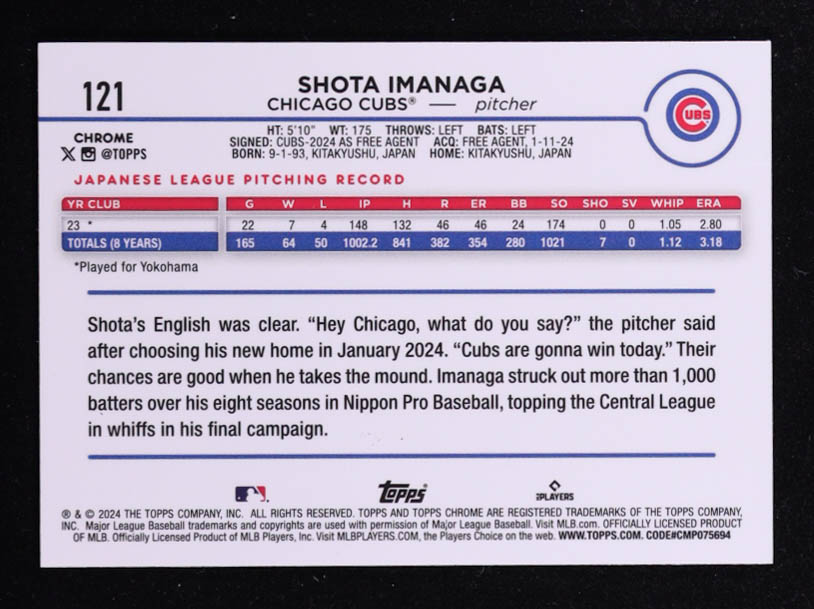 121
SHOTA IMANAGA
CHICAGO CUBS® — pitcher
CUBS
CHROME
@TOPPS
HT: 5'10" WT: 175 THROWS: LEFT BATS: LEFT
SIGNED: CUBS-2024 AS FREE AGENT ACQ: FREE AGENT, 1-11-24
BORN: 9-1-93, KITAKYUSHU, JAPAN HOME: KITAKYUSHU, JAPAN
JAPANESE LEAGUE PITCHING RECORD
YR CLUB G W L IP H R ER BB SO SHO SV WHIP ERA
23 * 22 7 4 148 132 46 46 24 174 0 0 1.05 2.80
TOTALS (8 YEARS) 165 64 50 1002.2 841 382 354 280 1021 7 0 1.12 3.18
*Played for Yokohama
Shota's English was clear. “Hey Chicago, what do you say?” the pitcher said
after choosing his new home in January 2024. “Cubs are gonna win today.” Their
chances are good when he takes the mound. Imanaga struck out more than 1,000
batters over his eight seasons in Nippon Pro Baseball, topping the Central League
in whiffs in his final campaign.
Topps
PLAYERS
® & © 2024 THE TOPPS COMPANY, INC. ALL RIGHTS RESERVED. TOPPS AND TOPPS CHROME ARE REGISTERED TRADEMARKS OF THE TOPPS COMPANY,
INC. Major League Baseball trademarks and copyrights are used with permission of Major League Baseball. Visit MLB.com. OFFICIALLY LICENSED PRODUCT
OF MLB. Officially Licensed Product of MLB Players, Inc. Visit MLBPLAYERS.COM, the Players Choice on the web. WWW.TOPPS.COM. CODE#CMP075694